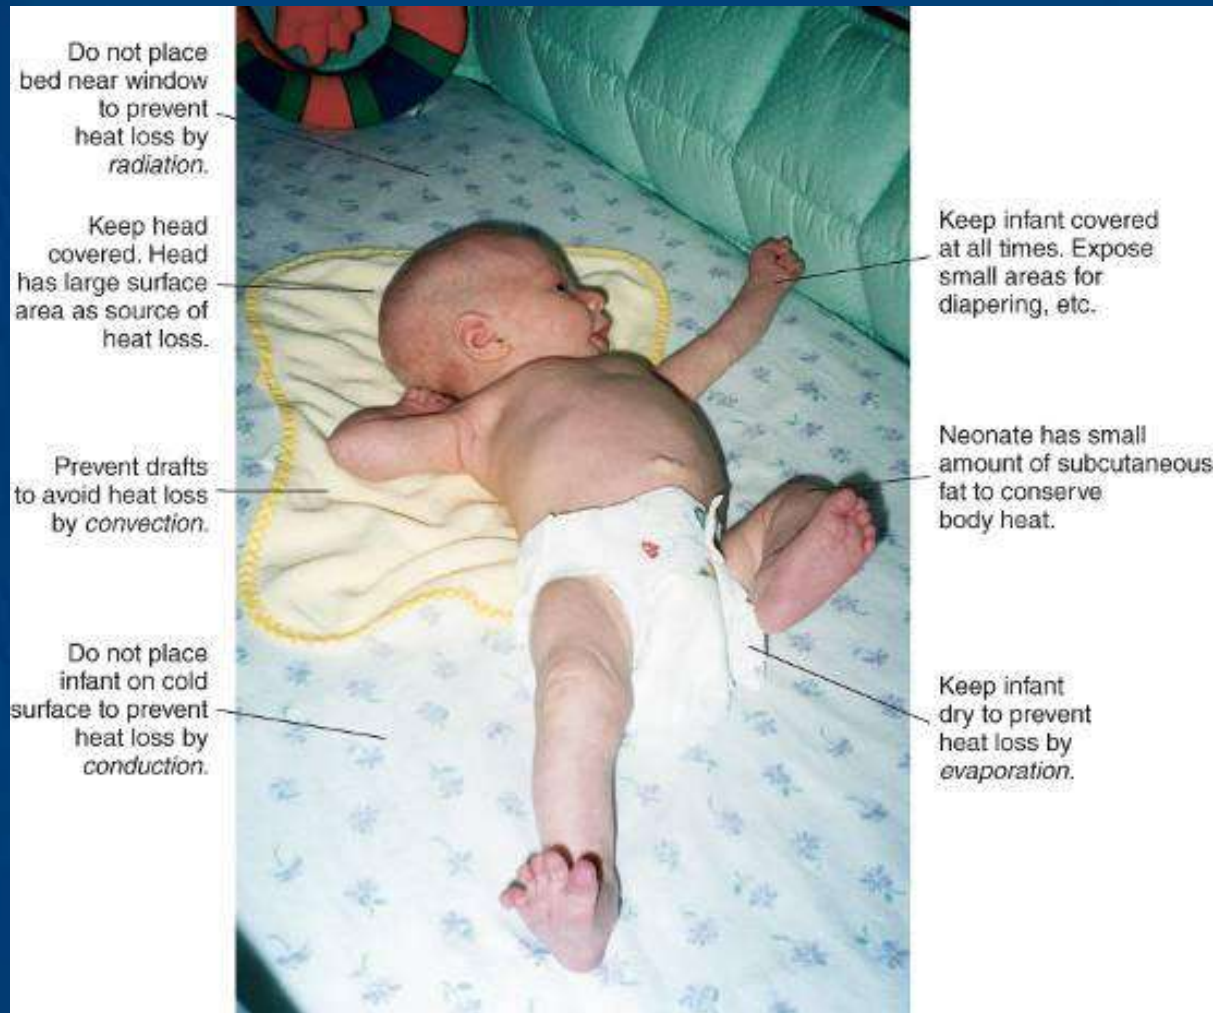 Do not place
bed near window
to prevent
heat loss by
radiation.
Keep head
covered. Head
has large surface
area as source of
heat loss.
Prevent drafts
to avoid heat loss
by convection.
Do not place
infant on cold
surface to prevent
heat loss by
conduction.
Keep infant covered
at all times. Expose
small areas for
diapering, etc.
Neonate has small
amount of subcutaneous
fat to conserve
body heat.
Keep infant
dry to prevent
heat loss by
evaporation.